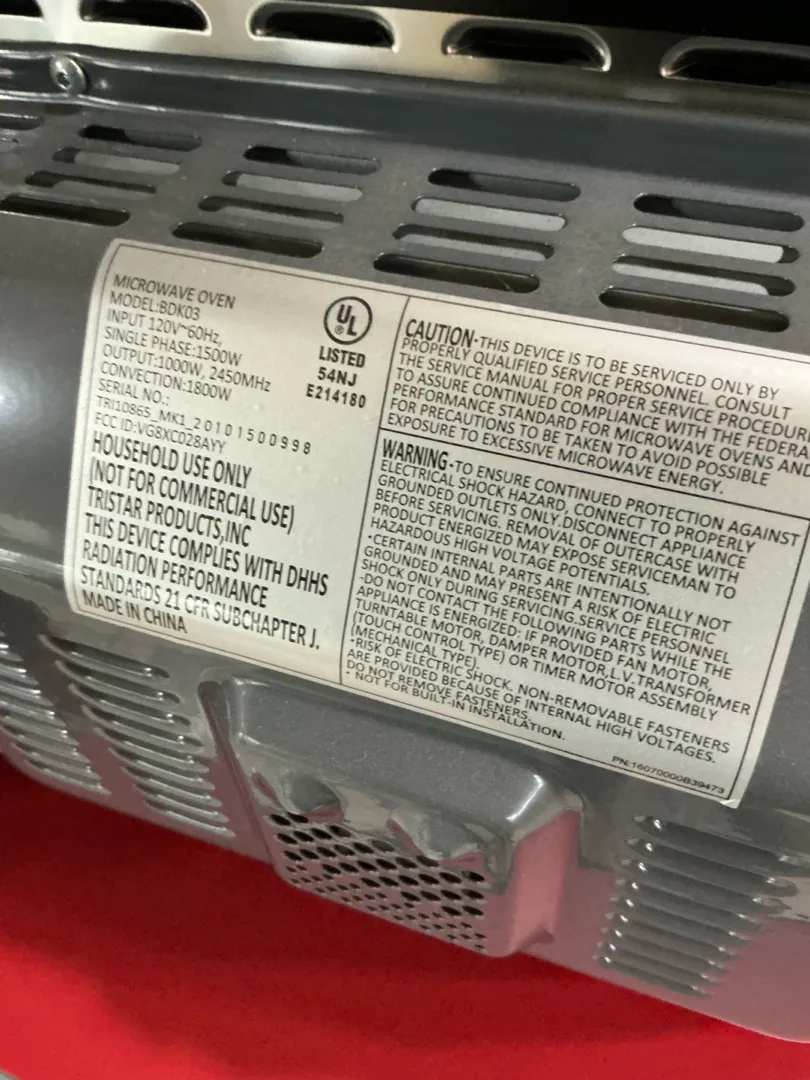 MICROWAVE OVEN
MODEL:BDK03
INPUT 120V~60Hz,
SINGLE PHASE:1500W
OUTPUT:1000W, 2450MHz
CONVECTION:1800W
SERIAL NO.:
TRI10865_MK1_20101500998
FCC ID:VG8XC028AYY
HOUSEHOLD USE ONLY
(NOT FOR COMMERCIAL USE)
TRISTAR PRODUCTS,INC
THIS DEVICE COMPLIES WITH DHHS
RADIATION PERFORMANCE
STANDARDS 21 CFR SUBCHAPTER J.
MADE IN CHINA
UL
®
LISTED
54NJ
E214180
CAUTION-THIS DEVICE IS TO BE SERVICED ONLY BY
PROPERLY QUALIFIED SERVICE PERSONNEL. CONSULT
THE SERVICE MANUAL FOR PROPER SERVICE PROCEDURE
TO ASSURE CONTINUED COMPLIANCE WITH THE FEDERA
PERFORMANCE STANDARD FOR MICROWAVE OVENS AND
FOR PRECAUTIONS TO BE TAKEN TO AVOID POSSIBLE
EXPOSURE TO EXCESSIVE MICROWAVE ENERGY.
WARNING-TO ENSURE CONTINUED PROTECTION AGAINST
ELECTRICAL SHOCK HAZARD, CONNECT TO PROPERLY
GROUNDED OUTLETS ONLY.DISCONNECT APPLIANCE
BEFORE SERVICING. REMOVAL OF OUTERCASE WITH
PRODUCT ENERGIZED MAY EXPOSE SERVICEMAN TO
HAZARDOUS HIGH VOLTAGE POTENTIALS.
•CERTAIN INTERNAL PARTS ARE INTENTIONALLY NOT
GROUNDED AND MAY PRESENT A RISK OF ELECTRIC
SHOCK ONLY DURING SERVICING.SERVICE PERSONNEL
-DO NOT CONTACT THE FOLLOWING PARTS WHILE THE
APPLIANCE IS ENERGIZED: IF PROVIDED FAN MOTOR,
TURNTABLE MOTOR, DAMPER MOTOR,L.V.TRANSFORMER
(TOUCH CONTROL TYPE) OR TIMER MOTOR ASSEMBLY
(MECHANICAL TYPE).
•RISK OF ELECTRIC SHOCK. NON-REMOVABLE FASTENERS
ARE PROVIDED BECAUSE OF INTERNAL HIGH VOLTAGES.
DO NOT REMOVE FASTENERS.
• NOT FOR BUILT-IN INSTALLATION.
PN:16070000B39473